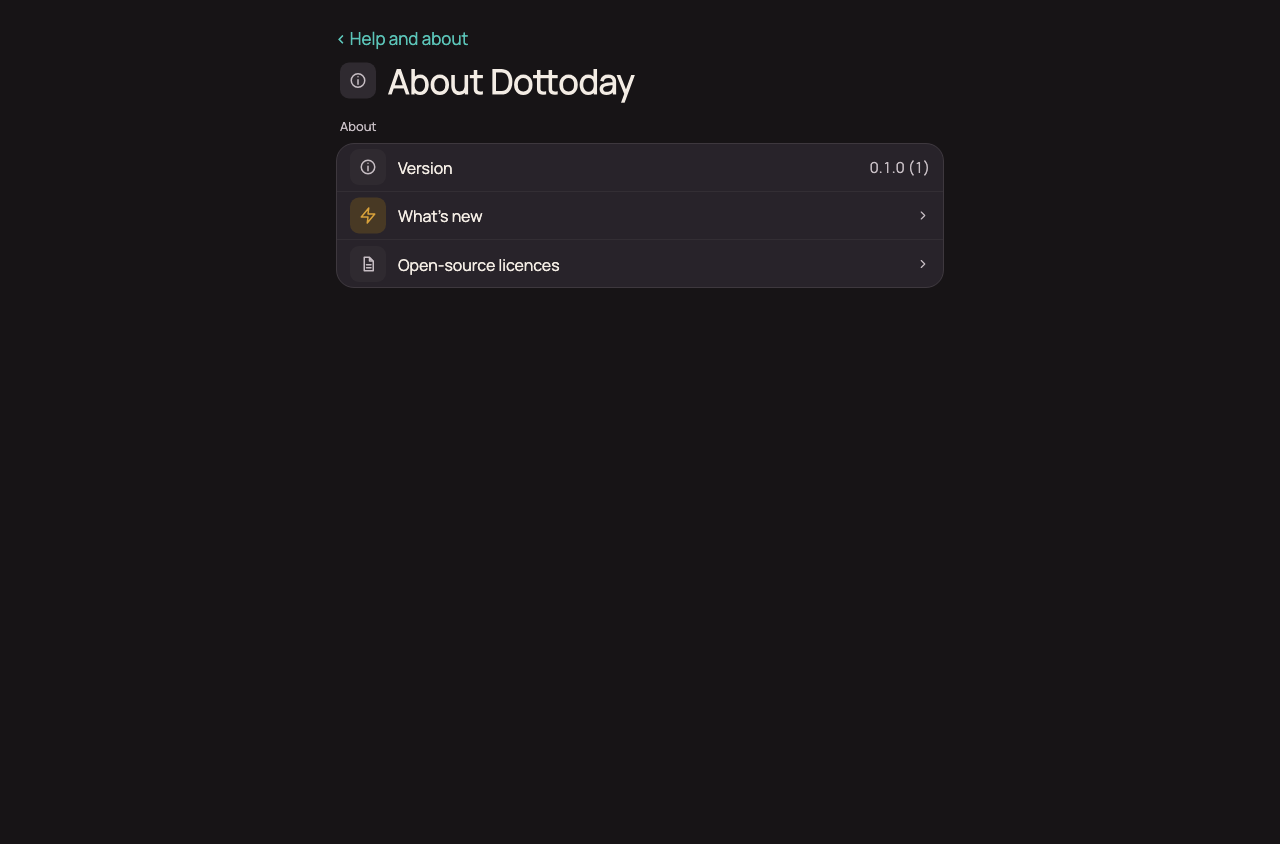 Help and about
About Dottoday
About
Version 0.1.0 (1)
What's new
Open-source licences